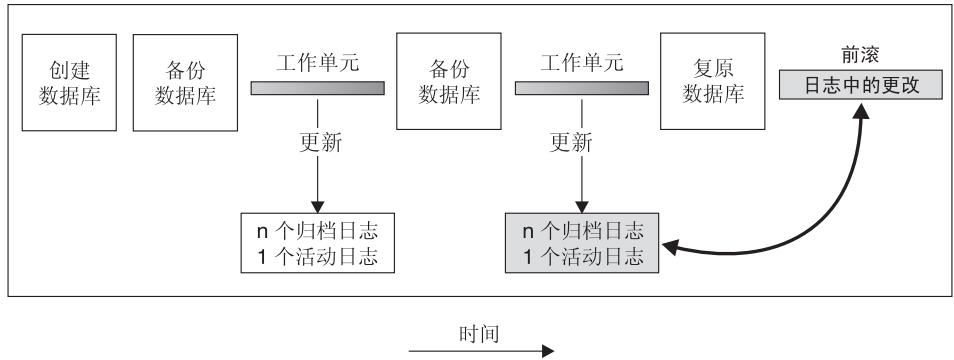 创建
数据库
备份
数据库
工作单元
更新
n 个归档日志
1 个活动日志
备份
数据库
工作单元
更新
n 个归档日志
1 个活动日志
复原
数据库
前滚
日志中的更改
时间